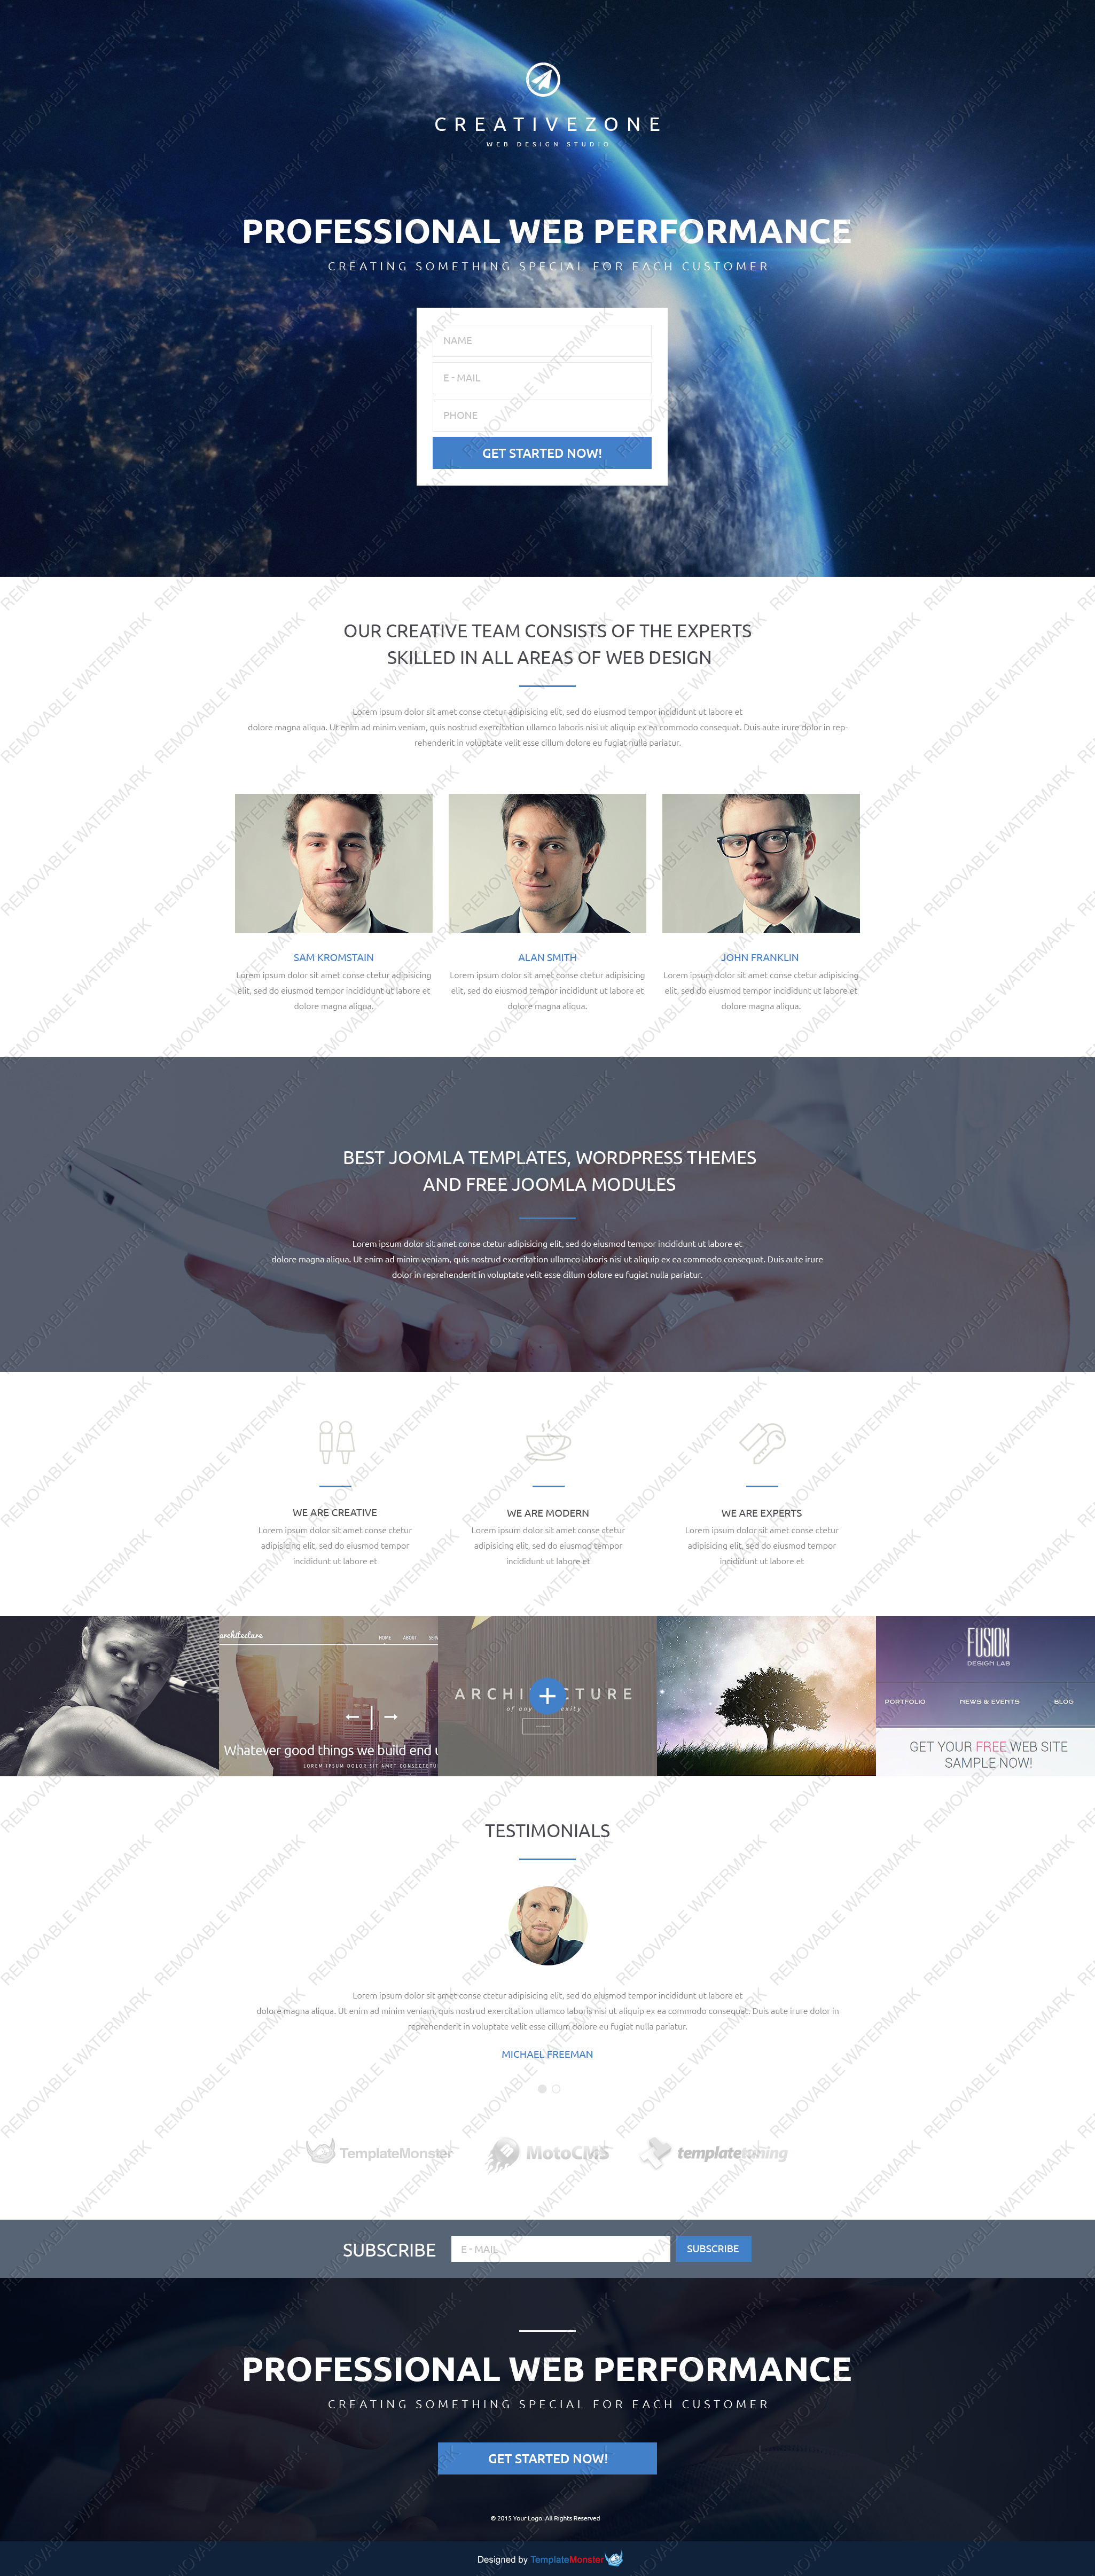 CREATIVEZONE
WEB DESIGN STUDIO
PROFESSIONAL WEB PERFORMANCE
CREATING SOMETHING SPECIAL FOR EACH CUSTOMER
NAME
E - MAIL
PHONE
GET STARTED NOW!
OUR CREATIVE TEAM CONSISTS OF THE EXPERTS
SKILLED IN ALL AREAS OF WEB DESIGN
Lorem ipsum dolor sit amet conse ctetur adipisicing elit, sed do eiusmod tempor incididunt ut labore et
dolore magna aliqua. Ut enim ad minim veniam, quis nostrud exercitation ullamco laboris nisi ut aliquip ex ea commodo consequat. Duis aute irure dolor in rep-
rehenderit in voluptate velit esse cillum dolore eu fugiat nulla pariatur.
SAM KROMSTAIN
Lorem ipsum dolor sit amet conse ctetur adipisicing
elit, sed do eiusmod tempor incididunt ut labore et
dolore magna aliqua.
ALAN SMITH
Lorem ipsum dolor sit amet conse ctetur adipisicing
elit, sed do eiusmod tempor incididunt ut labore et
dolore magna aliqua.
JOHN FRANKLIN
Lorem ipsum dolor sit amet conse ctetur adipisicing
elit, sed do eiusmod tempor incididunt ut labore et
dolore magna aliqua.
BEST JOOMLA TEMPLATES, WORDPRESS THEMES
AND FREE JOOMLA MODULES
Lorem ipsum dolor sit amet conse ctetur adipisicing elit, sed do eiusmod tempor incididunt ut labore et
dolore magna aliqua. Ut enim ad minim veniam, quis nostrud exercitation ullamco laboris nisi ut aliquip ex ea commodo consequat. Duis aute irure
dolor in reprehenderit in voluptate velit esse cillum dolore eu fugiat nulla pariatur.
WE ARE CREATIVE
Lorem ipsum dolor sit amet conse ctetur
adipisicing elit, sed do eiusmod tempor
incididunt ut labore et
WE ARE MODERN
Lorem ipsum dolor sit amet conse ctetur
adipisicing elit, sed do eiusmod tempor
incididunt ut labore et
WE ARE EXPERTS
Lorem ipsum dolor sit amet conse ctetur
adipisicing elit, sed do eiusmod tempor
incididunt ut labore et
architecture
HOME ABOUT SERV
Whatever good things we build end u
LOREM IPSUM DOLOR SIT AMET CONSECTETU
ARCHI CTURE
of any exity
FUSION
DESIGN LAB
PORTFOLIO NEWS & EVENTS BLOG
GET YOUR FREE WEB SITE
SAMPLE NOW!
TESTIMONIALS
Lorem ipsum dolor sit amet conse ctetur adipisicing elit, sed do eiusmod tempor incididunt ut labore et
dolore magna aliqua. Ut enim ad minim veniam, quis nostrud exercitation ullamco laboris nisi ut aliquip ex ea commodo consequat. Duis aute irure dolor in
reprehenderit in voluptate velit esse cillum dolore eu fugiat nulla pariatur.
MICHAEL FREEMAN
TemplateMonster
MotoCMS
templatetuning
SUBSCRIBE
E - MAIL
SUBSCRIBE
PROFESSIONAL WEB PERFORMANCE
CREATING SOMETHING SPECIAL FOR EACH CUSTOMER
GET STARTED NOW!
© 2015 Your Logo. All Rights Reserved
Designed by TemplateMonster
REMOVABLE WATERMARK